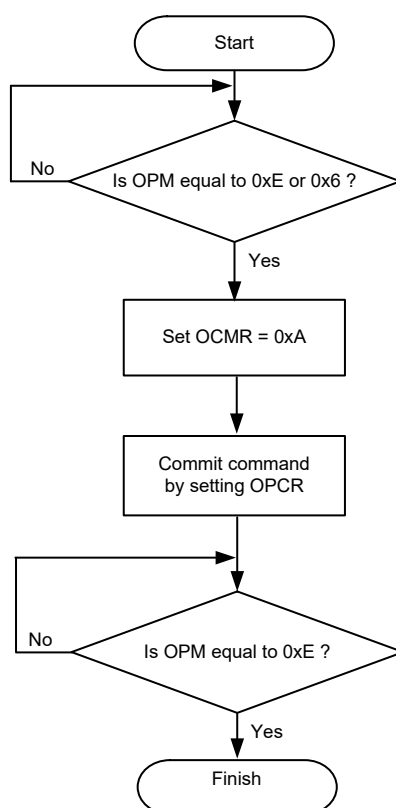 Start
Is OPM equal to 0xE or 0x6 ?
No
Yes
Set OCMR = 0xA
Commit command
by setting OPCR
Is OPM equal to 0xE ?
No
Yes
Finish